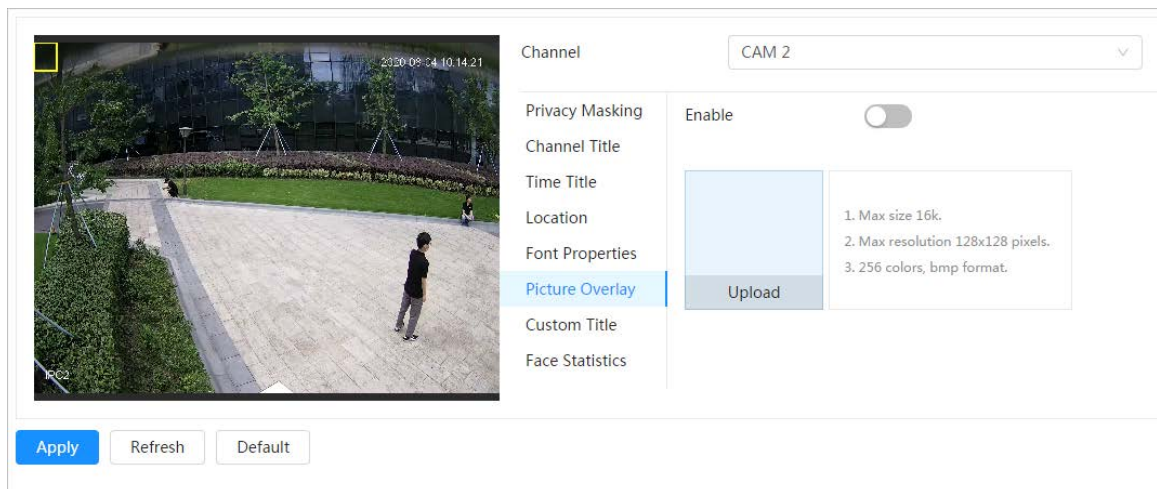 2020-09-04 10:14:21
IPC2
Channel
CAM 2
Privacy Masking
Channel Title
Time Title
Location
Font Properties
Picture Overlay
Custom Title
Face Statistics
Enable
Upload
1. Max size 16k.
2. Max resolution 128x128 pixels.
3. 256 colors, bmp format.
Apply
Refresh
Default